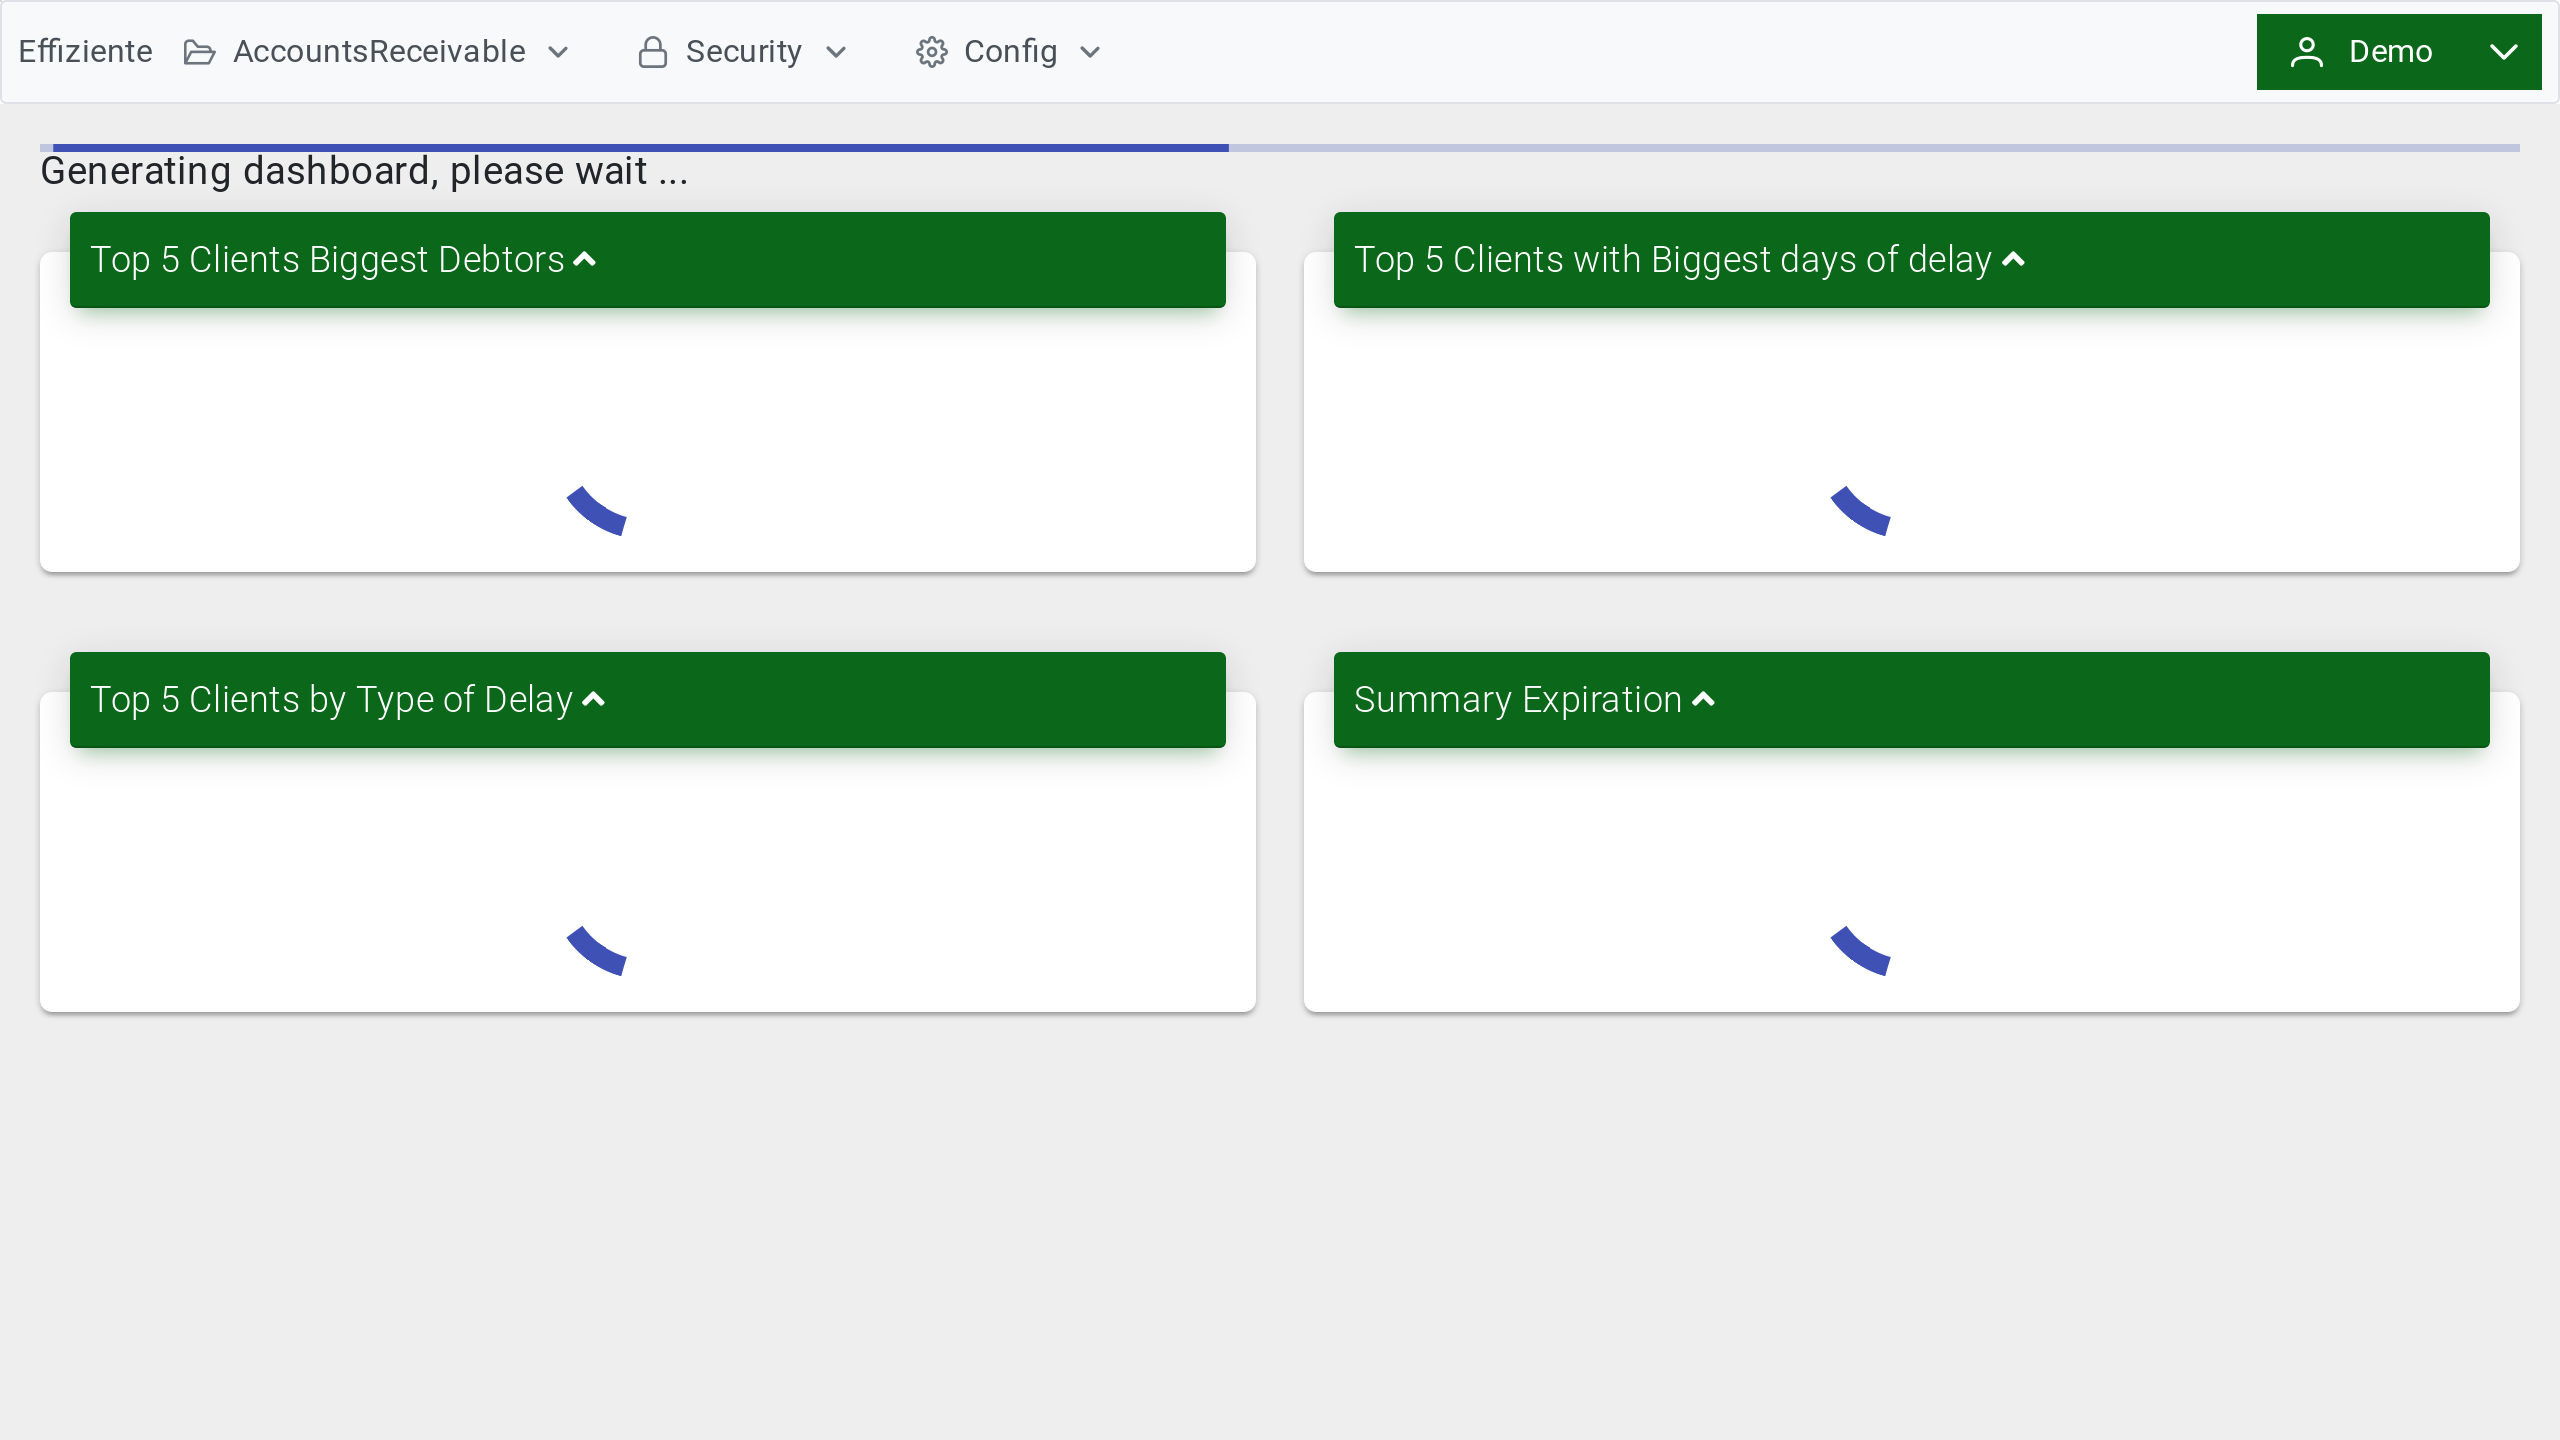 Effiziente AccountsReceivable Security Config Demo
Generating dashboard, please wait ...
Top 5 Clients Biggest Debtors
Top 5 Clients with Biggest days of delay
Top 5 Clients by Type of Delay
Summary Expiration